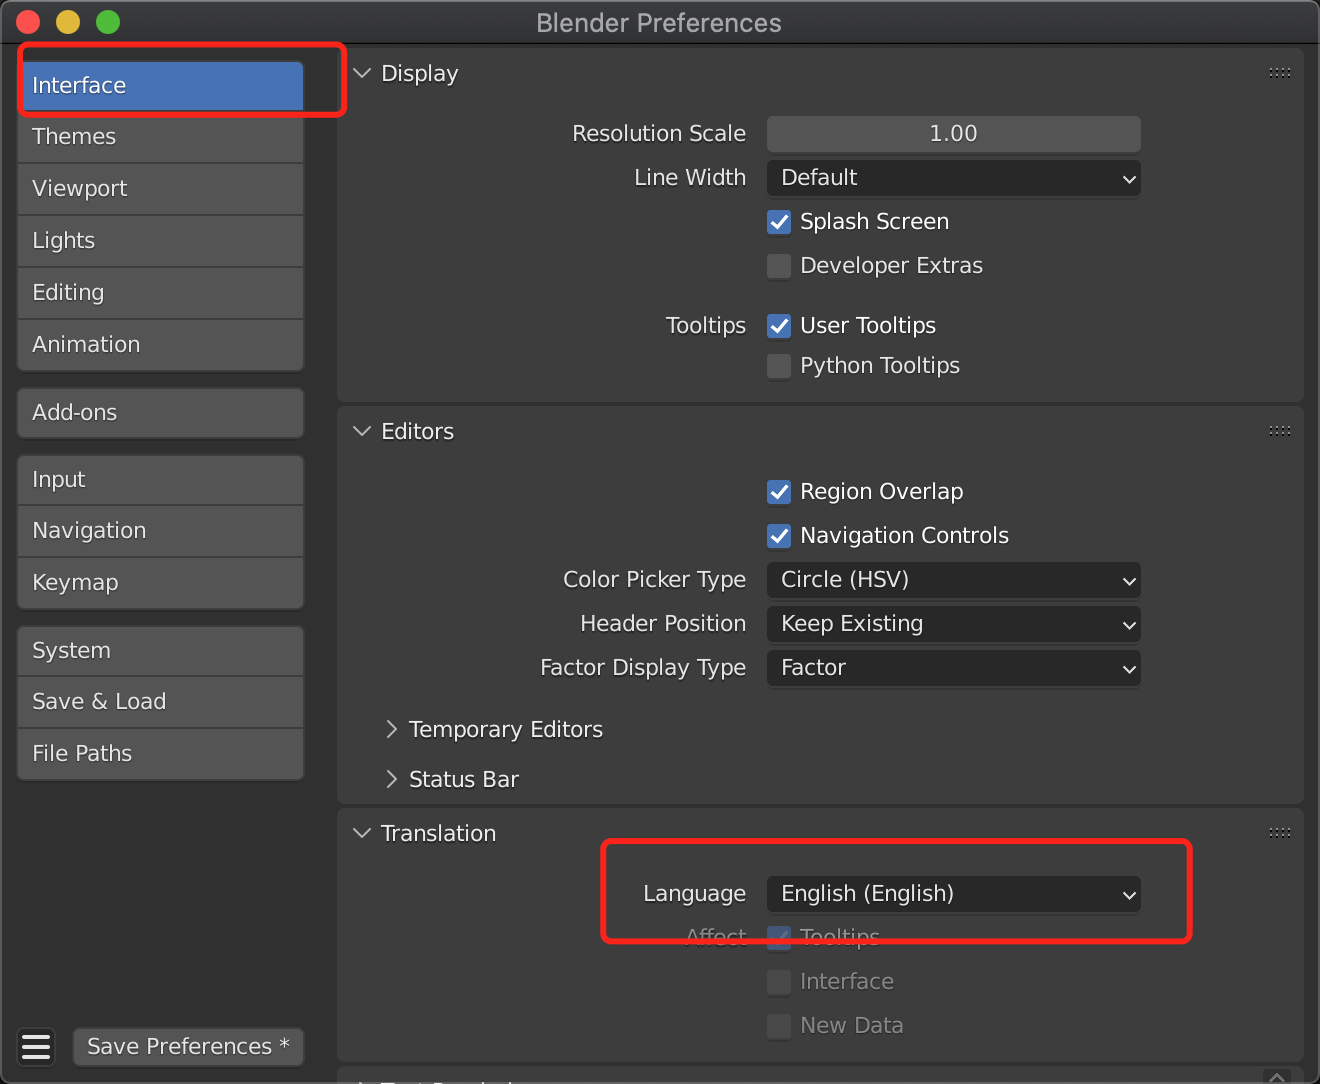 Blender Preferences
Interface
Themes
Viewport
Lights
Editing
Animation
Add-ons
Input
Navigation
Keymap
System
Save & Load
File Paths
Save Preferences *
Display
Resolution Scale 1.00
Line Width Default
Splash Screen
Developer Extras
Tooltips User Tooltips
Python Tooltips
Editors
Region Overlap
Navigation Controls
Color Picker Type Circle (HSV)
Header Position Keep Existing
Factor Display Type Factor
Temporary Editors
Status Bar
Translation
Language English (English)
Affect Tooltips
Interface
New Data